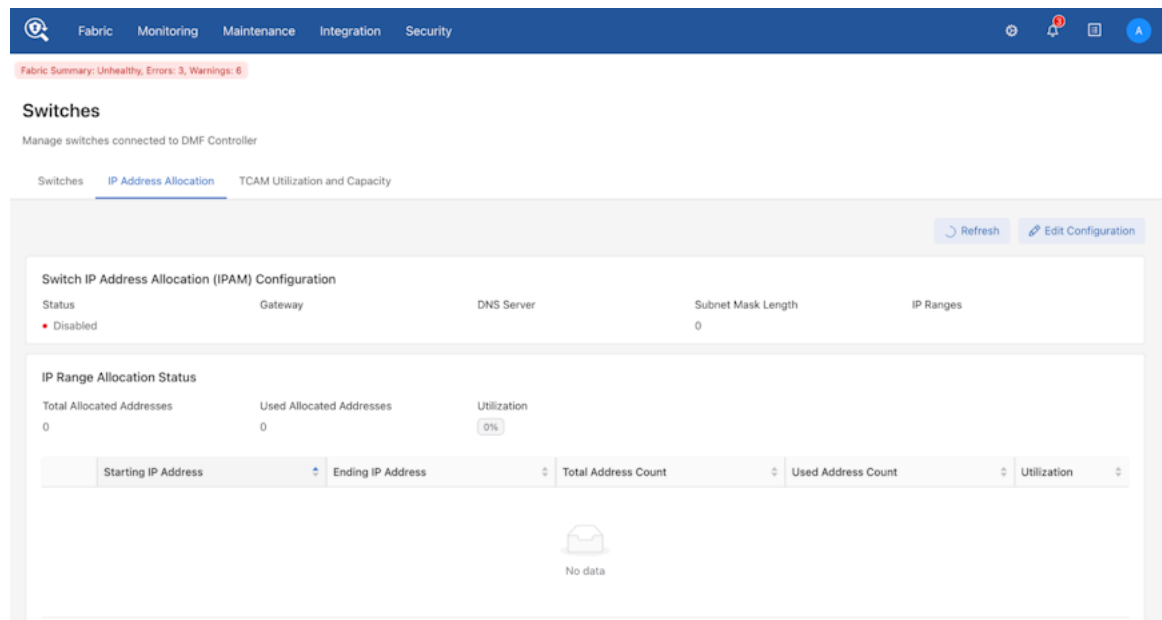 Fabric Monitoring Maintenance Integration Security 3 A
Fabric Summary: Unhealthy, Errors: 3, Warnings: 6
Switches
Manage switches connected to DMF Controller
Switches IP Address Allocation TCAM Utilization and Capacity
Refresh Edit Configuration
Switch IP Address Allocation (IPAM) Configuration
Status Gateway DNS Server Subnet Mask Length IP Ranges
Disabled 0
IP Range Allocation Status
Total Allocated Addresses Used Allocated Addresses Utilization
0 0 0%
Starting IP Address Ending IP Address Total Address Count Used Address Count Utilization
No data